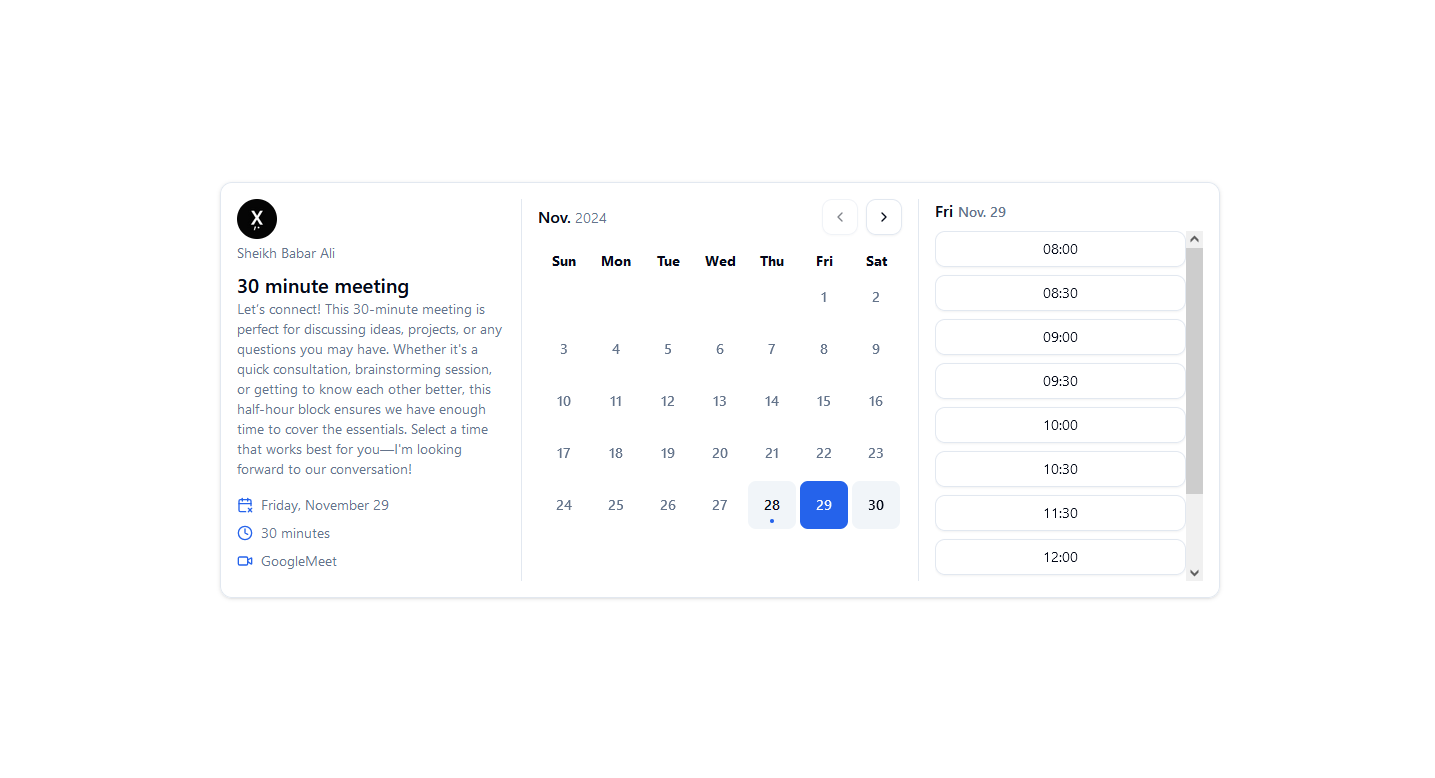 X
Sheikh Babar Ali
30 minute meeting
Let's connect! This 30-minute meeting is
perfect for discussing ideas, projects, or any
questions you may have. Whether it's a
quick consultation, brainstorming session,
or getting to know each other better, this
half-hour block ensures we have enough
time to cover the essentials. Select a time
that works best for you—I'm looking
forward to our conversation!
Friday, November 29
30 minutes
GoogleMeet
Nov. 2024
Sun Mon Tue Wed Thu Fri Sat
1 2
3 4 5 6 7 8 9
10 11 12 13 14 15 16
17 18 19 20 21 22 23
24 25 26 27 28 29 30
Fri Nov. 29
08:00
08:30
09:00
09:30
10:00
10:30
11:30
12:00